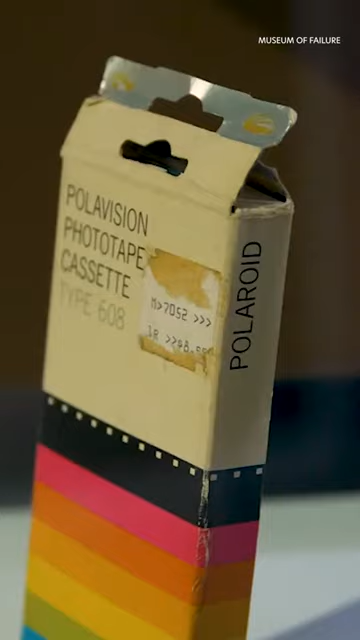 MUSEUM OF FAILURE
POLAVISION
PHOTOTAPE
CASSETTE
TYPE 608
POLAROID